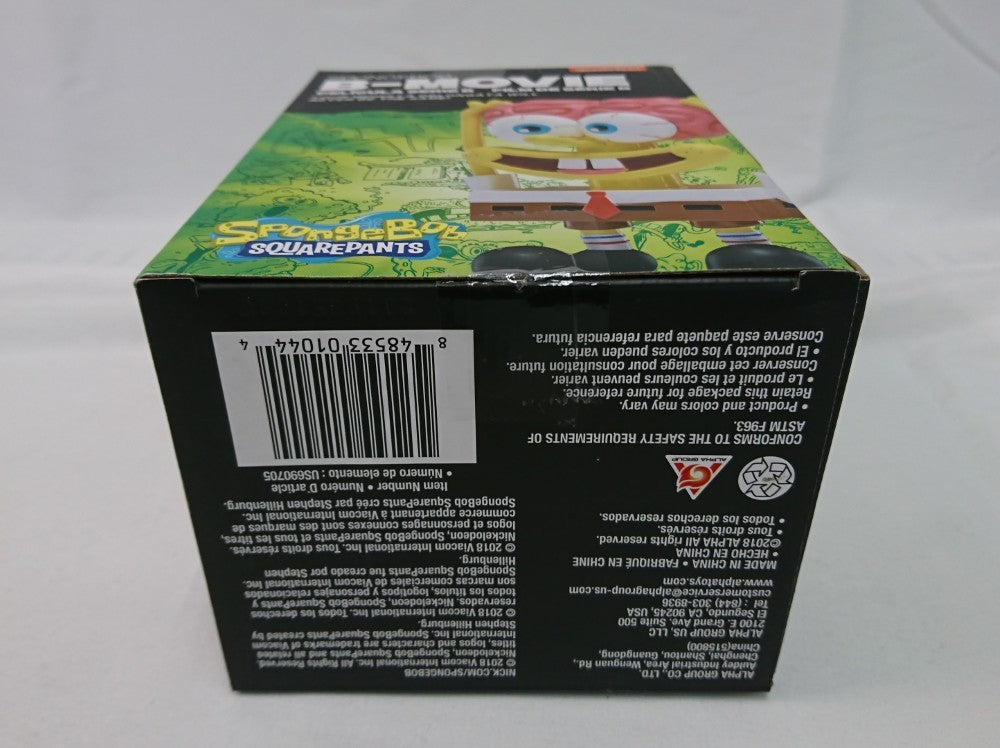 B-MOVIE
SPONGEBOB
SQUAREPANTS
ALPHA GROUP CO., LTD.
Auldey Industrial Area, Wenguan Rd.,
Chenghai, Shantou, Guangdong,
China(515800)
ALPHA GROUP US, LLC
2100 E. Grand Ave, Suite 500
El Segundo, CA 90245, USA
Tel : (844) 303-8936
customerservice@alphagroup-us.com
www.alphatoys.com
MADE IN CHINA • FABRIQUÉ EN CHINE
• HECHO EN CHINA
©2018 ALPHA All rights reserved.
• Tous droits réservés.
• Todos los derechos reservados.
ALPHA GROUP
CONFORMS TO THE SAFETY REQUIREMENTS OF
ASTM F963.
• Product and colors may vary.
Retain this package for future reference.
• Le produit et les couleurs peuvent varier.
Conserver cet emballage pour consultation future.
• El producto y los colores pueden varier.
Conserve este paquete para referencia futura.
NICK.COM/SPONGEBOB
© 2018 Viacom International Inc. All Rights Reserved.
Nickelodeon, SpongeBob SquarePants and all related
titles, logos and characters are trademarks of Viacom
International Inc. SpongeBob SquarePants created by
Stephen Hillenburg.
© 2018 Viacom International Inc. Todos los derechos
reservados. Nickelodeon, SpongeBob SquarePants y
todos los títulos, logotipos y personajes relacionados
son marcas comerciales de Viacom International Inc.
SpongeBob SquarePants fue creado por Stephen
Hillenburg.
© 2018 Viacom International Inc. Tous droits réservés.
Nickelodeon, SpongeBob SquarePants et tous les titres,
logos et personnages connexes sont des marques de
commerce appartenant à Viacom International Inc.
SpongeBob SquarePants créé par Stephen Hillenburg.
Item Number • Numéro D'article
• Numero de elemento: US690705
8 48533 01044 4